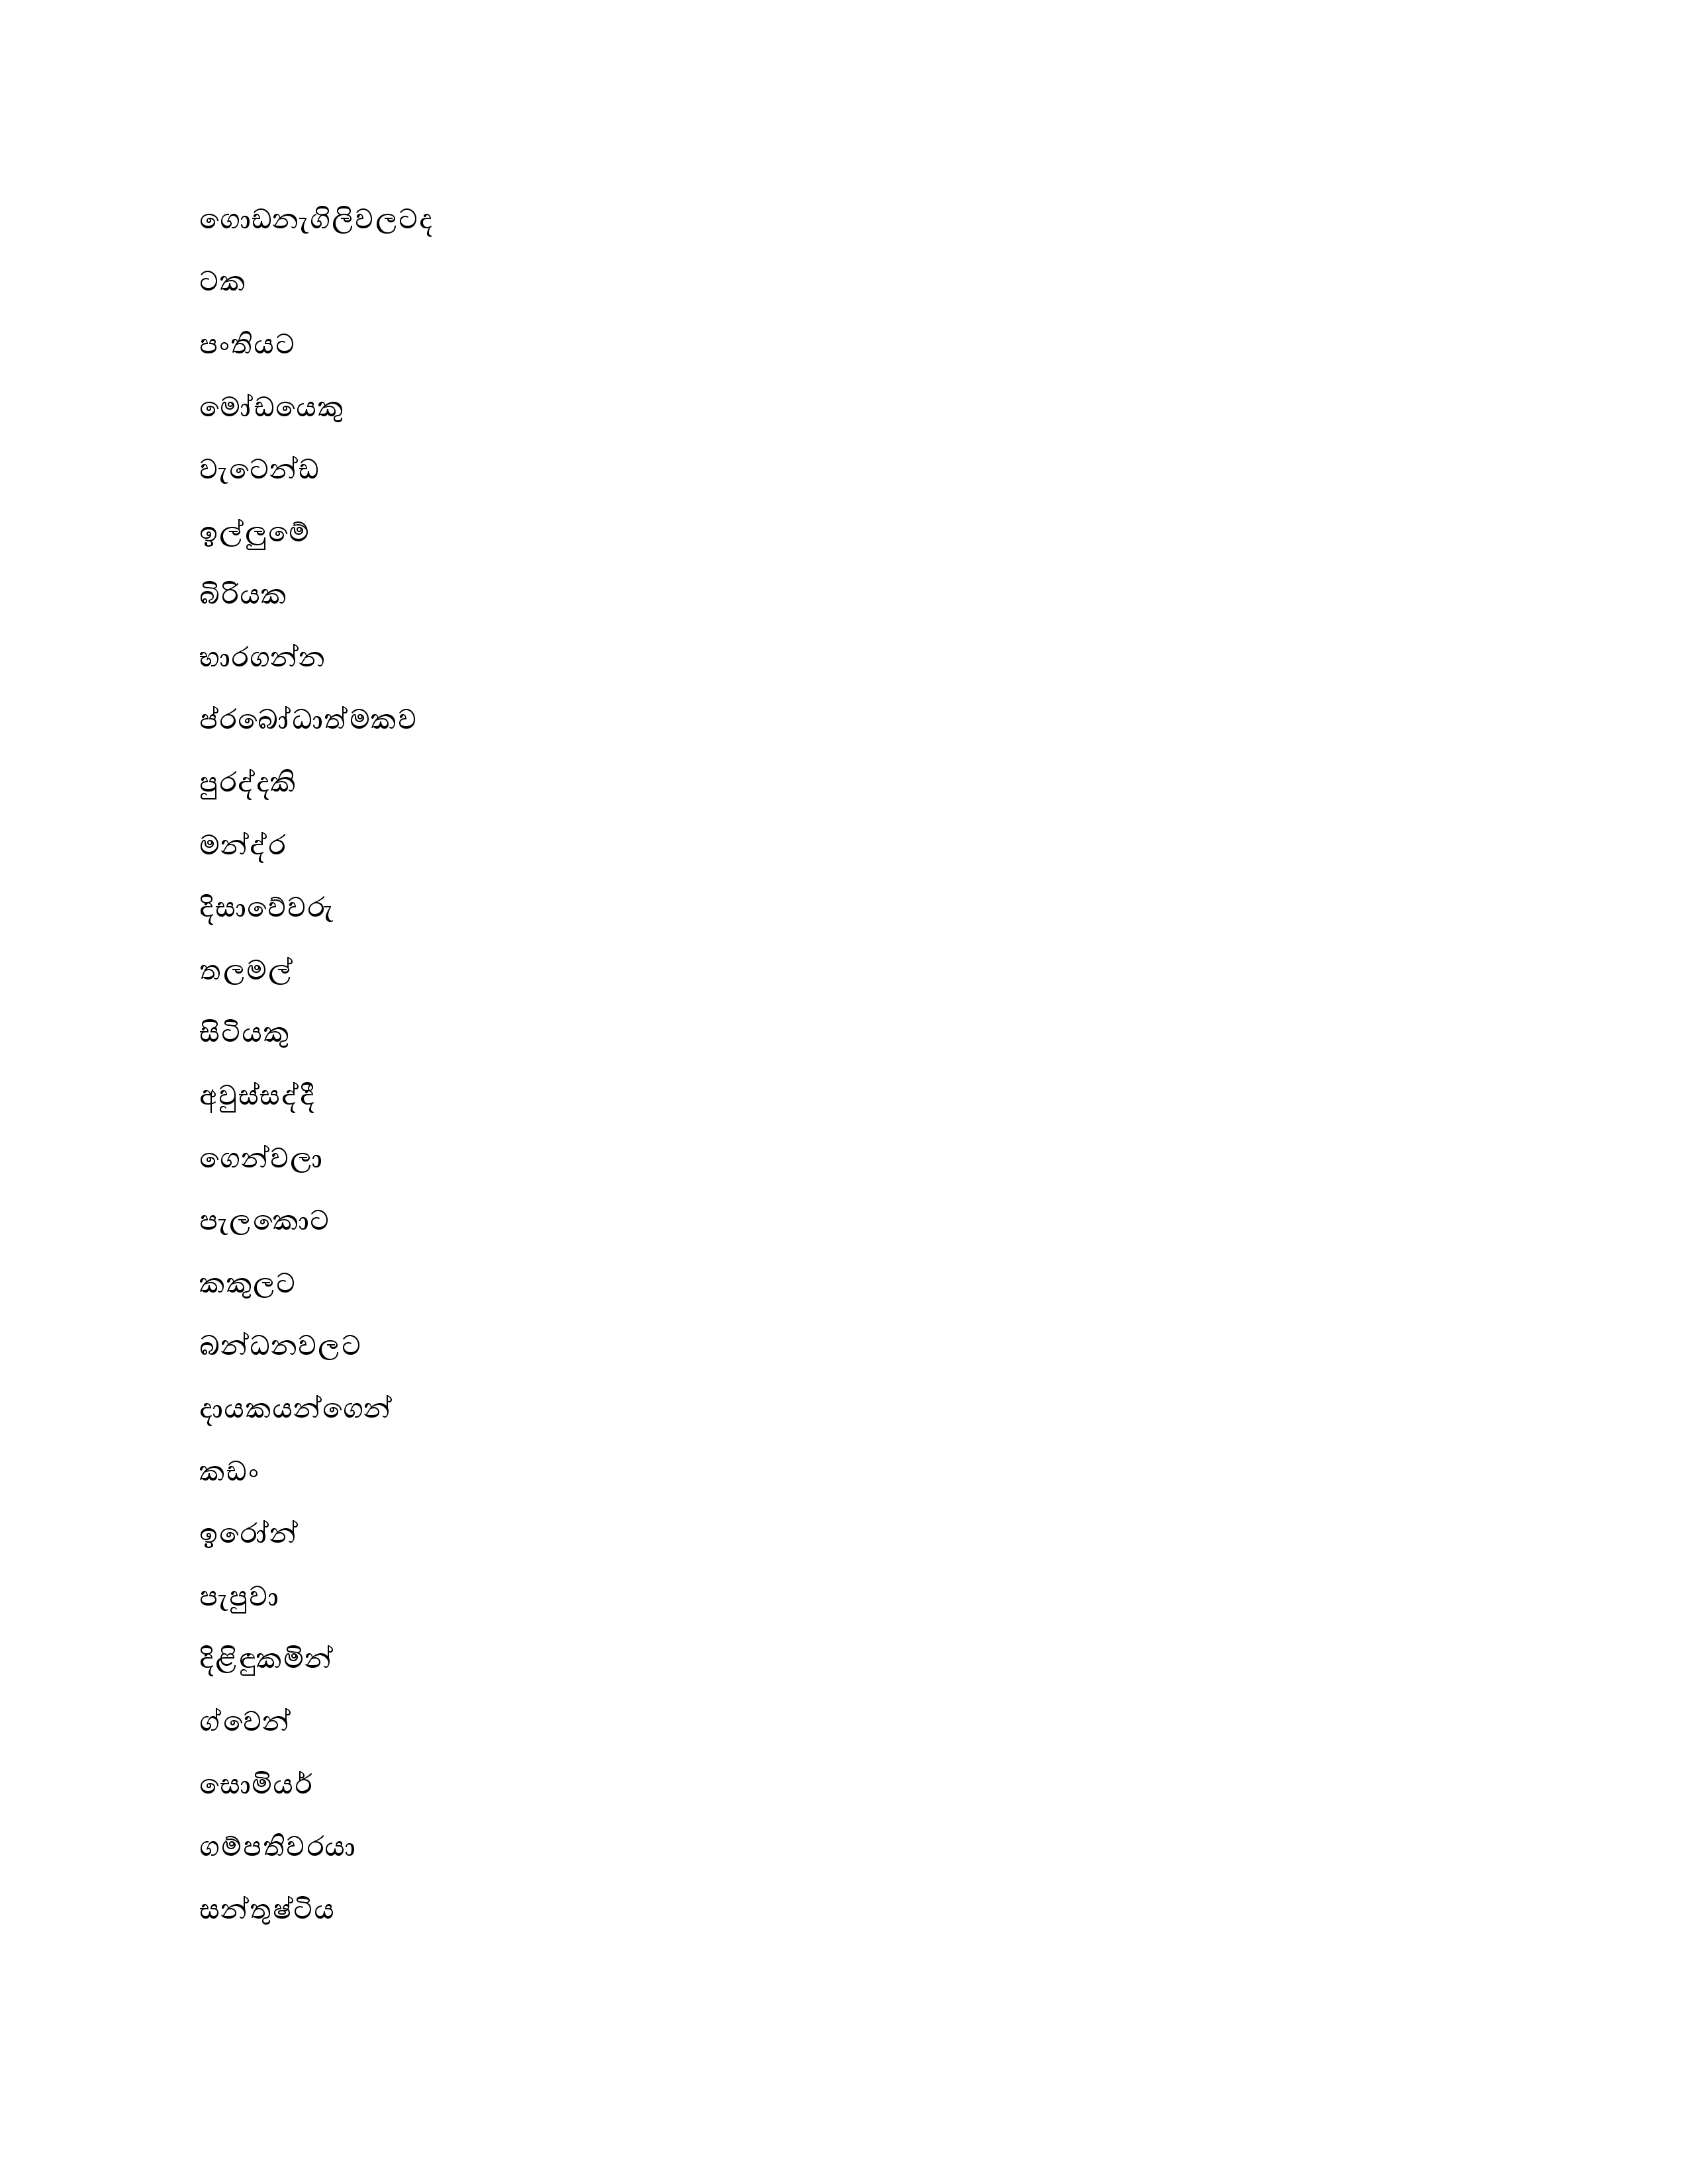 ගොඩනැගිලිවලටද
ටක
පංතියට
මෝඩයෙකු
වැටෙන්ඩ
ඉල්ලුමේ
බිරියක
භාරගන්න
ප්රබෝධාත්මකව
පුරද්දකි
මන්ද්ර
දිසාවේවරු
තලමල්
සිටියකු
අවුස්සද්දී
ගෙන්වලා
පැලකොට
කකුලට
බන්ධනවලට
දායකයන්ගෙන්
කඩං
ඉරෝන්
පැපුවා
දිළිඳුකමින්
ග්වෙන්
සොමියර්
ගම්පතිවරයා
සන්තුෂ්ටිය